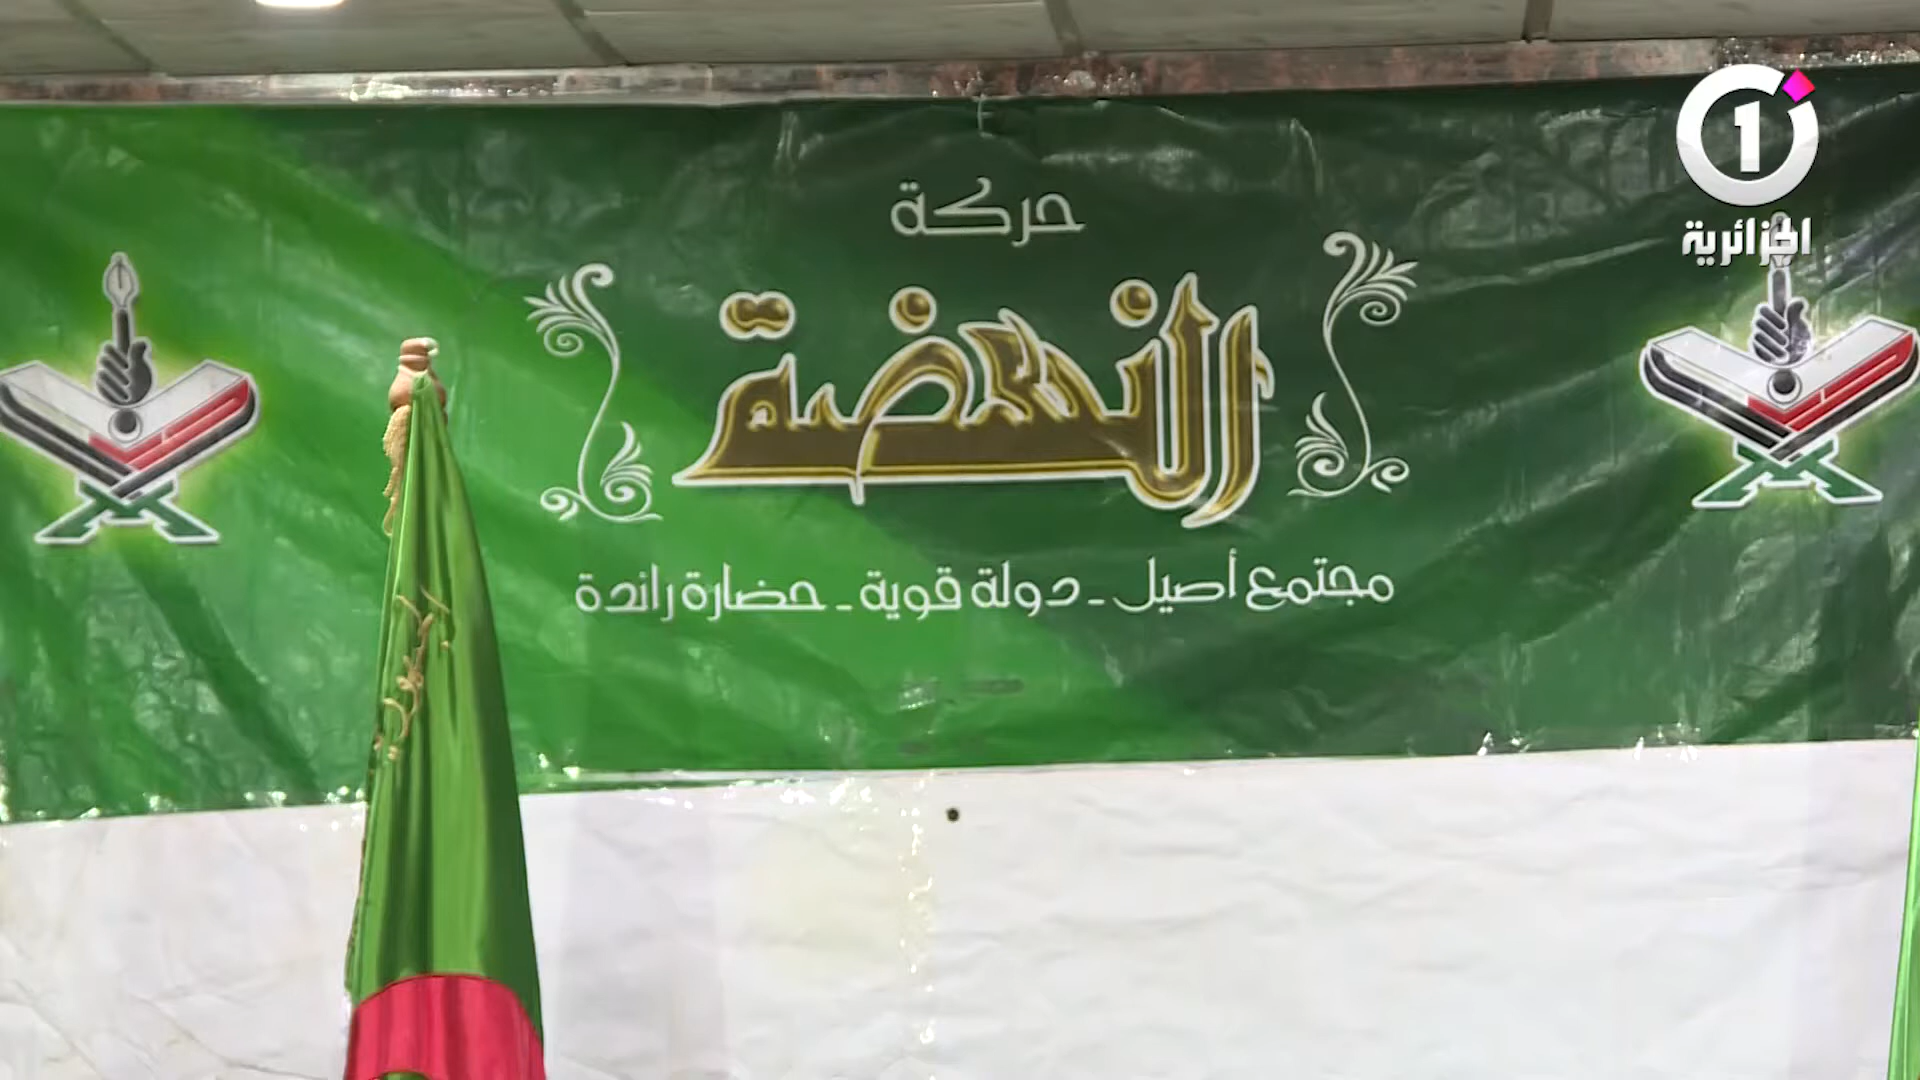 حركة
النهضة
مجتمع أصيل - دولة قوية - حضارة رائدة
1
الجزائرية